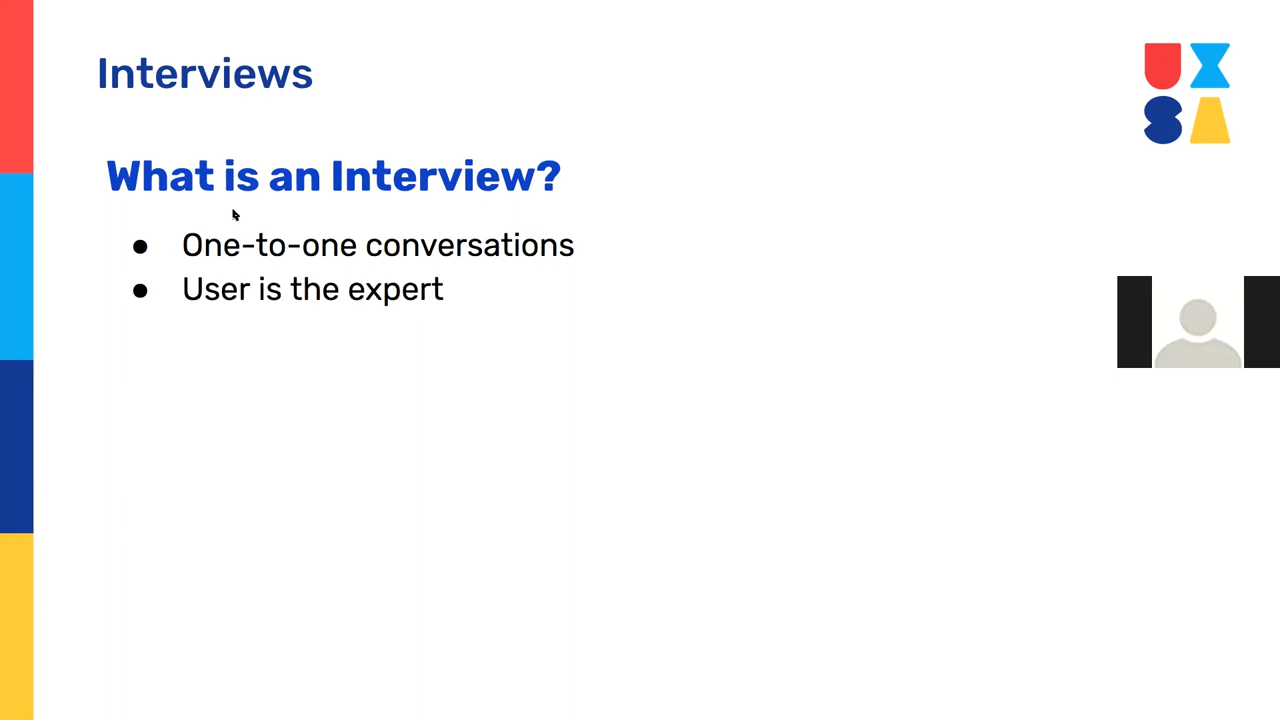 Interviews
UX
SA
What is an Interview?
● One-to-one conversations
● User is the expert